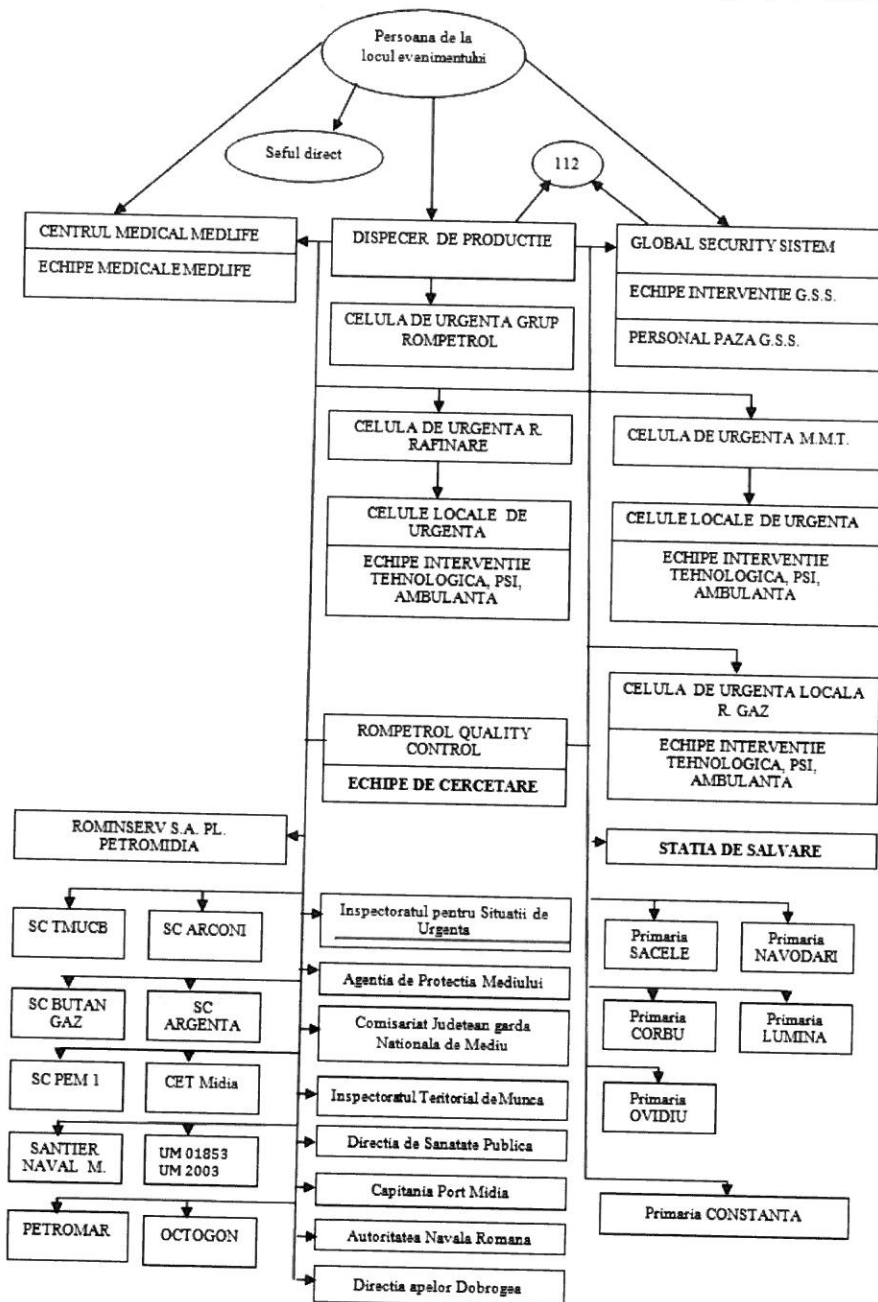 Persoana de la
locul evenimentului
Seful direct
112
CENTRUL MEDICAL MEDLIFE
ECHIPE MEDICALE MEDLIFE
DISPECER DE PRODUCTIE
GLOBAL SECURITY SISTEM
ECHIPE INTERVENTIE G.S.S.
PERSONAL PAZA G.S.S.
CELULA DE URGENTA GRUP
ROMPETROL
CELULA DE URGENTA R.
RAFINARE
CELULA DE URGENTA M.M.T.
CELULE LOCALE DE
URGENTA
ECHIPE INTERVENTIE
TEHNOLOGICA, PSI,
AMBULANTA
CELULE LOCALE DE URGENTA
ECHIPE INTERVENTIE
TEHNOLOGICA, PSI,
AMBULANTA
CELULA DE URGENTA LOCALA
R. GAZ
ECHIPE INTERVENTIE
TEHNOLOGICA, PSI,
AMBULANTA
ROMPETROL QUALITY
CONTROL
ECHIPE DE CERCETARE
ROMINSERV S.A. PL.
PETROMIDIA
STATIA DE SALVARE
SC TMUCB
SC ARCONI
Inspectoratul pentru Situatii de
Urgenta
Primaria
SACELE
Primaria
NAVODARI
SC BUTAN
GAZ
SC
ARGENTA
Agentia de Protectia Mediului
Comisariat Judetean garda
Nationala de Mediu
Primaria
CORBU
Primaria
LUMINA
SC PEM 1
CET Midia
Inspectoratul Teritorial de Munca
Primaria
OVIDIU
SANTIER
NAVAL M.
UM 01853
UM 2003
Directia de Sanatate Publica
Capitania Port Midia
Primaria CONSTANTA
PETROMAR
OCTOGON
Autoritatea Navala Romana
Directia apelor Dobrogea